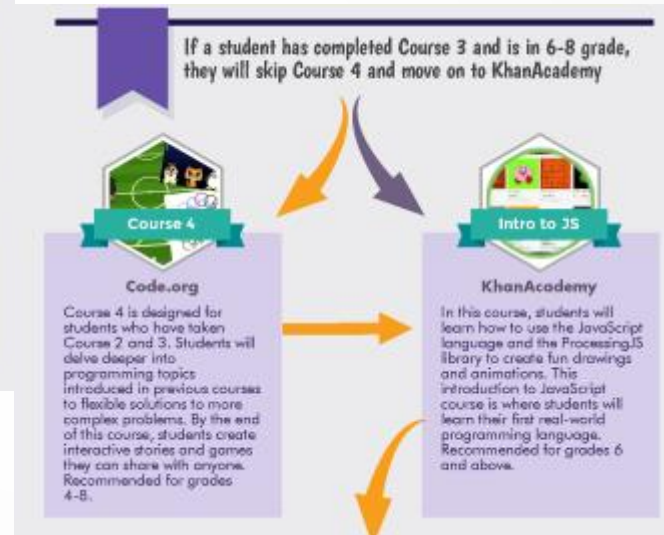 If a student has completed Course 3 and is in 6-8 grade,
they will skip Course 4 and move on to KhanAcademy
Course 4
Code.org
Course 4 is designed for
students who have taken
Course 2 and 3. Students will
delve deeper into
programming topics
introduced in previous courses
to flexible solutions to more
complex problems. By the end
of this course, students create
interactive stories and games
they can share with anyone.
Recommended for grades
4-8.
Intro to JS
KhanAcademy
In this course, students will
learn how to use the JavaScript
language and the ProcessingJS
library to create fun drawings
and animations. This
introduction to JavaScript
course is where students will
learn their first real-world
programming language.
Recommended for grades 6
and above.